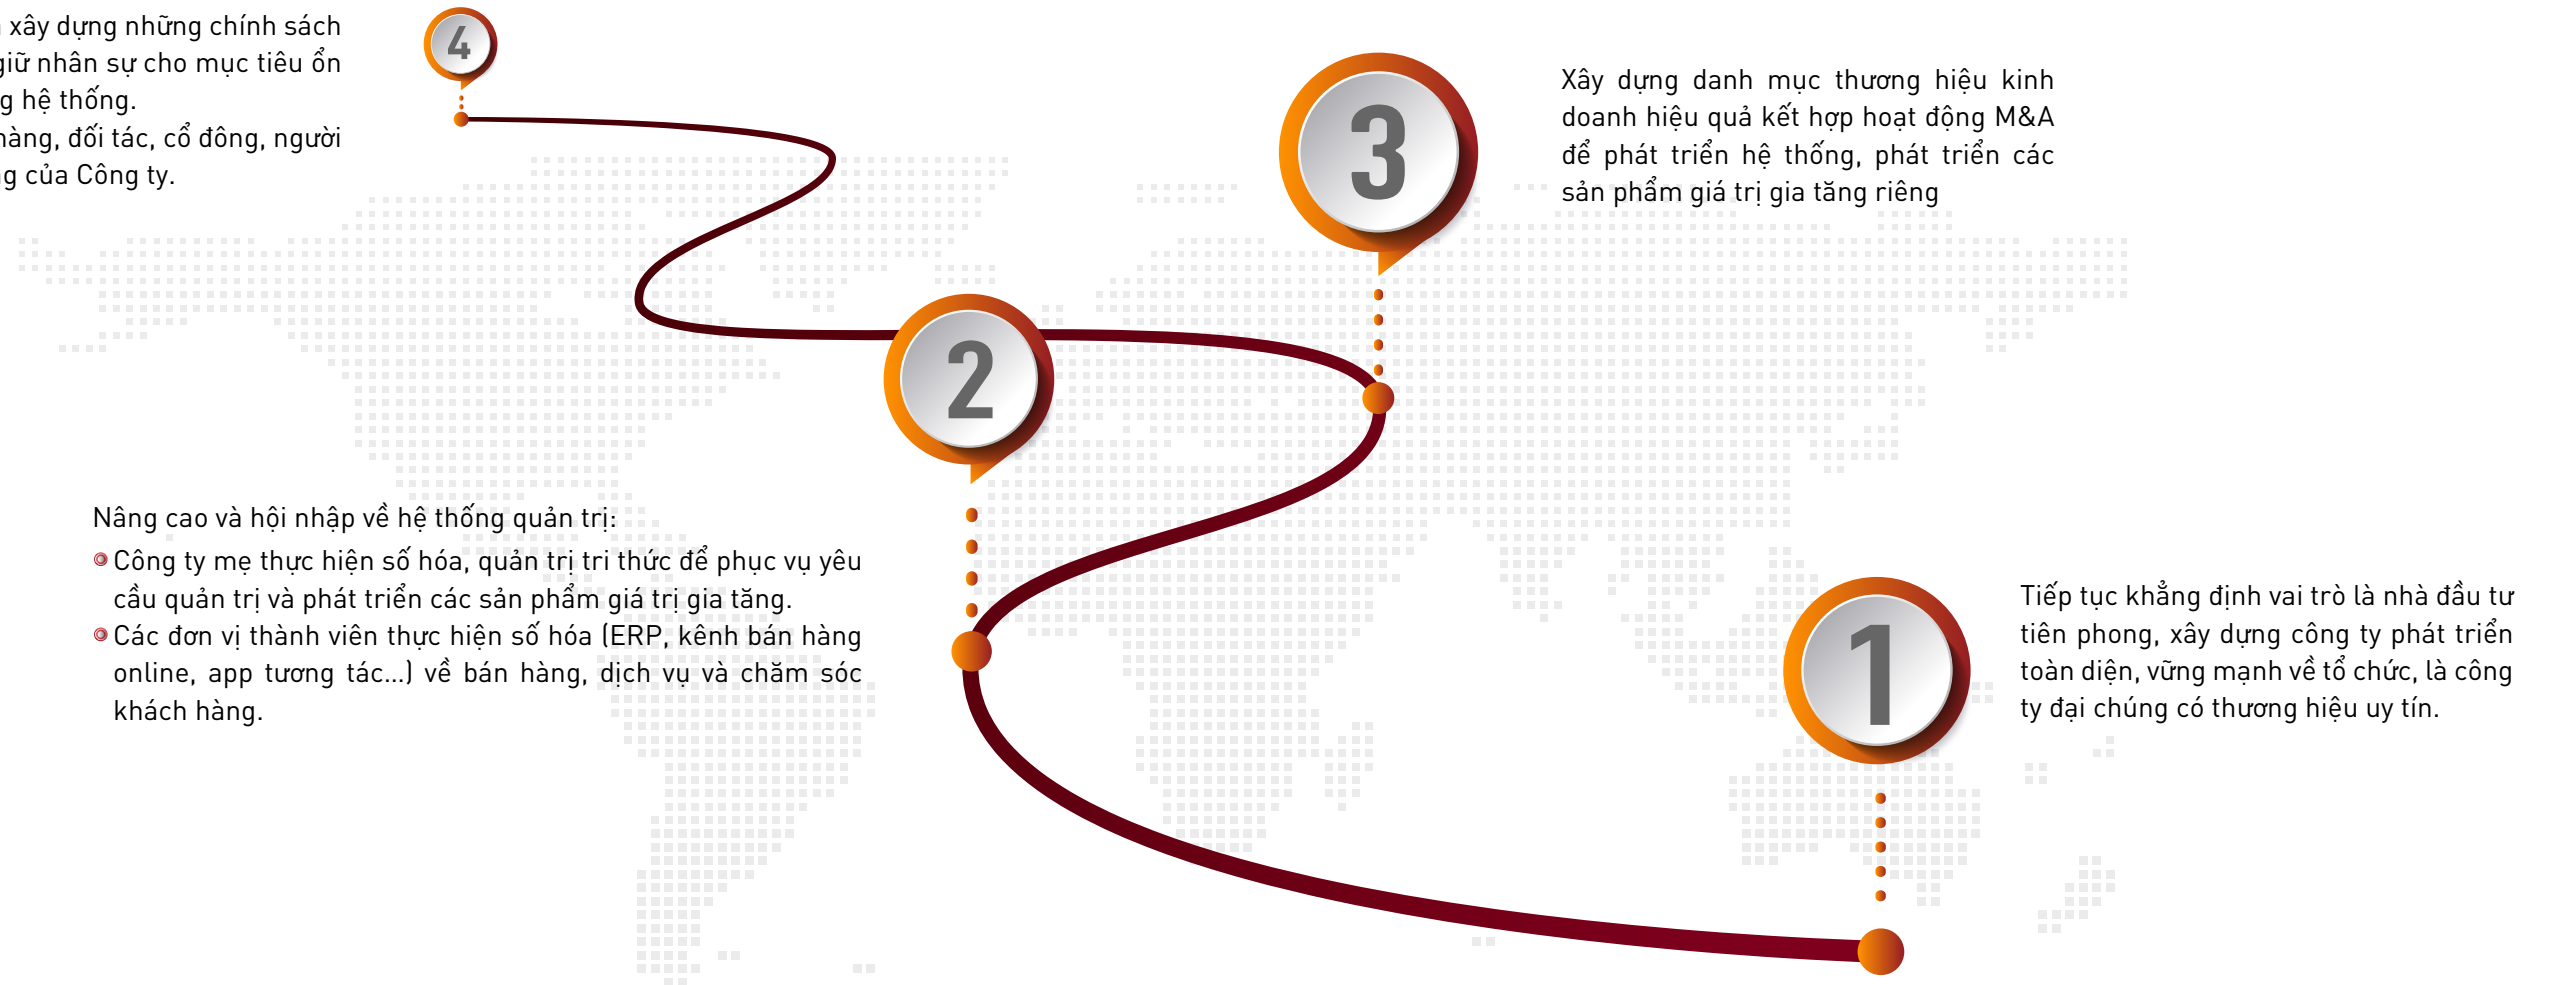 xây dựng những chính sách
giữ nhân sự cho mục tiêu ổn
hệ thống.
đối tác, cổ đông, người
của Công ty.
4
3
Xây dựng danh mục thương hiệu kinh
doanh hiệu quả kết hợp hoạt động M&A
để phát triển hệ thống, phát triển các
sản phẩm giá trị gia tăng riêng
2
Nâng cao và hội nhập về hệ thống quản trị:
Công ty mẹ thực hiện số hóa, quản trị tri thức để phục vụ yêu
cầu quản trị và phát triển các sản phẩm giá trị gia tăng.
Các đơn vị thành viên thực hiện số hóa (ERP, kênh bán hàng
online, app tương tác...) về bán hàng, dịch vụ và chăm sóc
khách hàng.
1
Tiếp tục khẳng định vai trò là nhà đầu tư
tiên phong, xây dựng công ty phát triển
toàn diện, vững mạnh về tổ chức, là công
ty đại chúng có thương hiệu uy tín.